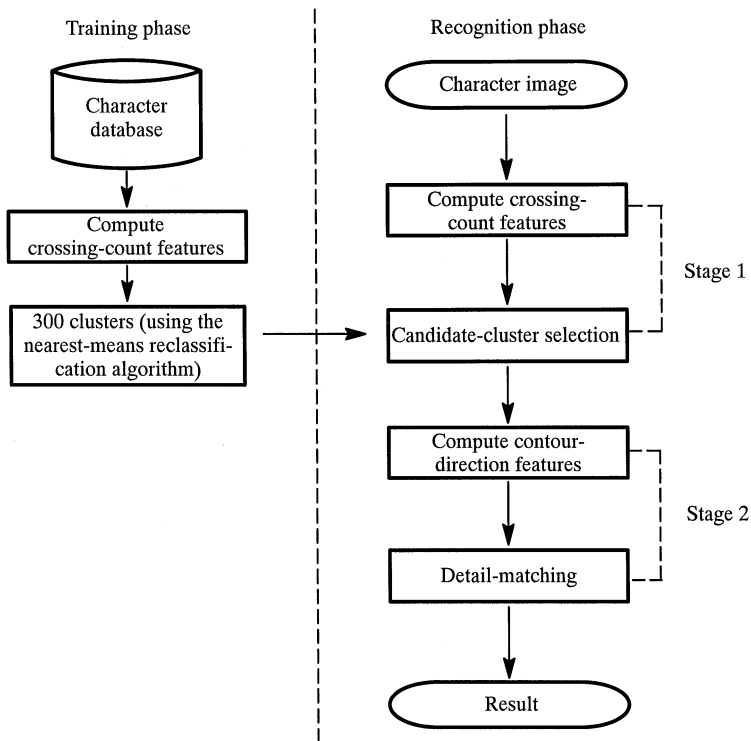 Training phase
Character
database
Compute
crossing-count features
300 clusters (using the
nearest-means reclassifi-
cation algorithm)
Recognition phase
Character image
Compute crossing-
count features
Stage 1
Candidate-cluster selection
Compute contour-
direction features
Stage 2
Detail-matching
Result